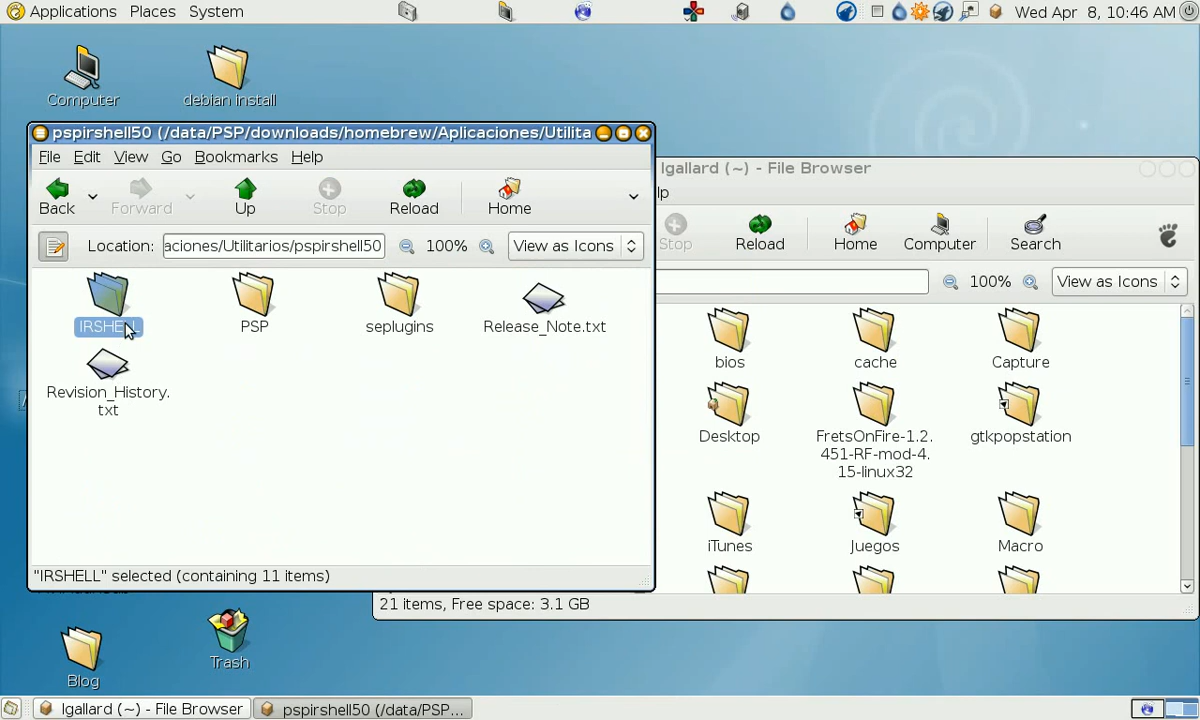 Applications Places System
Wed Apr 8, 10:46 AM
Computer
debian install
pspirshell50 (/data/PSP/downloads/homebrew/Aplicaciones/Utilita
File Edit View Go Bookmarks Help
Back Forward Up Stop Reload Home
Location: aciones/Utilitarios/pspirshell50 100% View as Icons
IRSHELL
PSP
seplugins
Release_Note.txt
Revision_History.
txt
"IRSHELL" selected (containing 11 items)
lgallard (~) - File Browser
lp
Stop Reload Home Computer Search
100% View as Icons
bios
cache
Capture
Desktop
FretsOnFire-1.2.
451-RF-mod-4.
15-linux32
gtkpopstation
iTunes
Juegos
Macro
21 items, Free space: 3.1 GB
Blog
Trash
lgallard (~) - File Browser
pspirshell50 (/data/PSP...